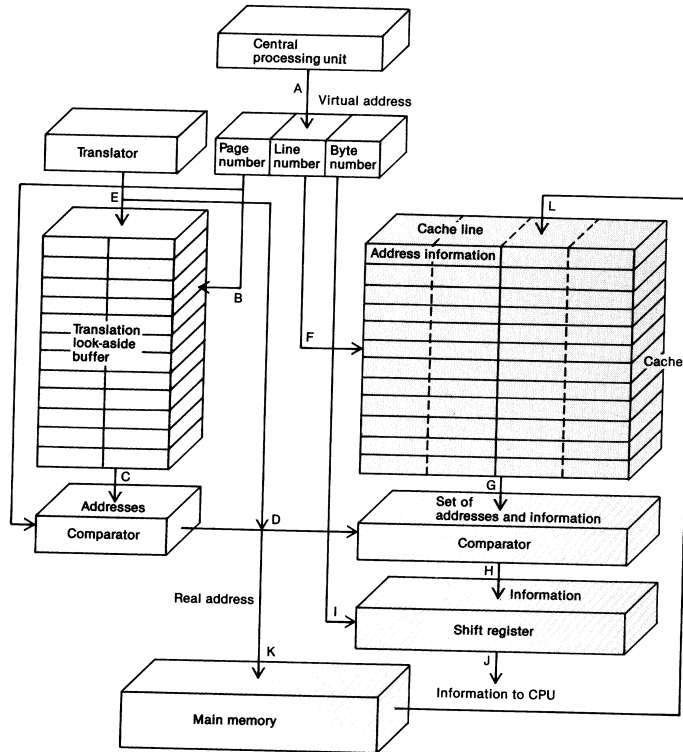 Central
processing unit
A
Virtual address
Page
number
Line
number
Byte
number
Translator
E
L
Cache line
Address information
B
F
Translation
look-aside
buffer
Cache
C
G
Addresses
Comparator
D
Set of
addresses and information
Comparator
H
Real address
I
Information
Shift register
K
J
Information to CPU
Main memory